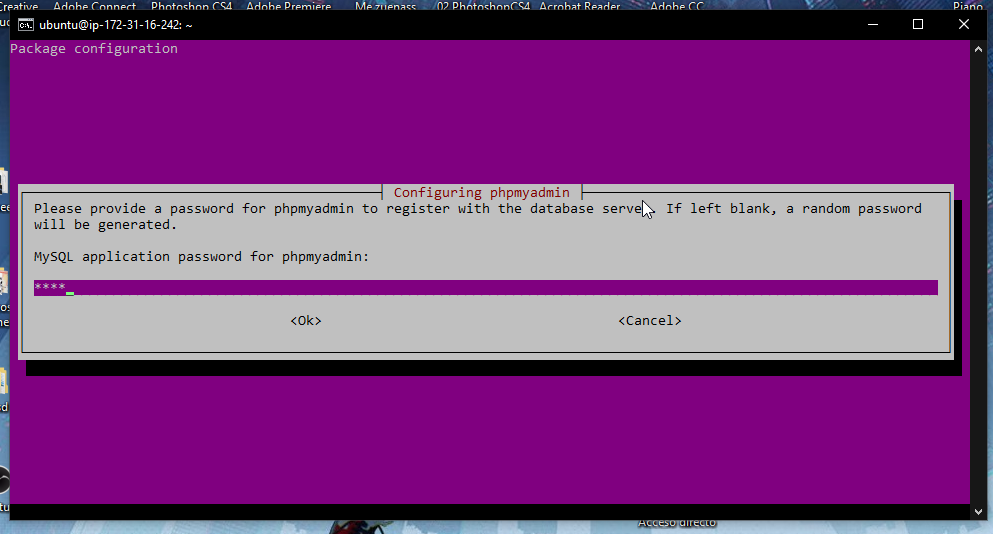 Creative Adobe Connect Photoshop CS4 Adobe Premiere Me zuenass 02 PhotoshopCS4 Acrobat Reader Adobe CC Piano
ubuntu@ip-172-31-16-242: ~
Package configuration
Configuring phpmyadmin
Please provide a password for phpmyadmin to register with the database serve If left blank, a random password
will be generated.
MySQL application password for phpmyadmin:
****
<Ok> <Cancel>
Acceso directo